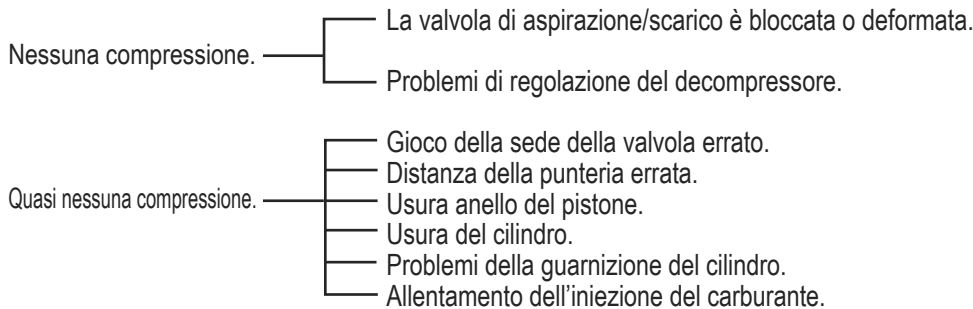 La valvola di aspirazione/scarico è bloccata o deformata.
Nessuna compressione.
Problemi di regolazione del decompressore.
Gioco della sede della valvola errato.
Distanza della punteria errata.
Quasi nessuna compressione.
Usura anello del pistone.
Usura del cilindro.
Problemi della guarnizione del cilindro.
Allentamento dell'iniezione del carburante.